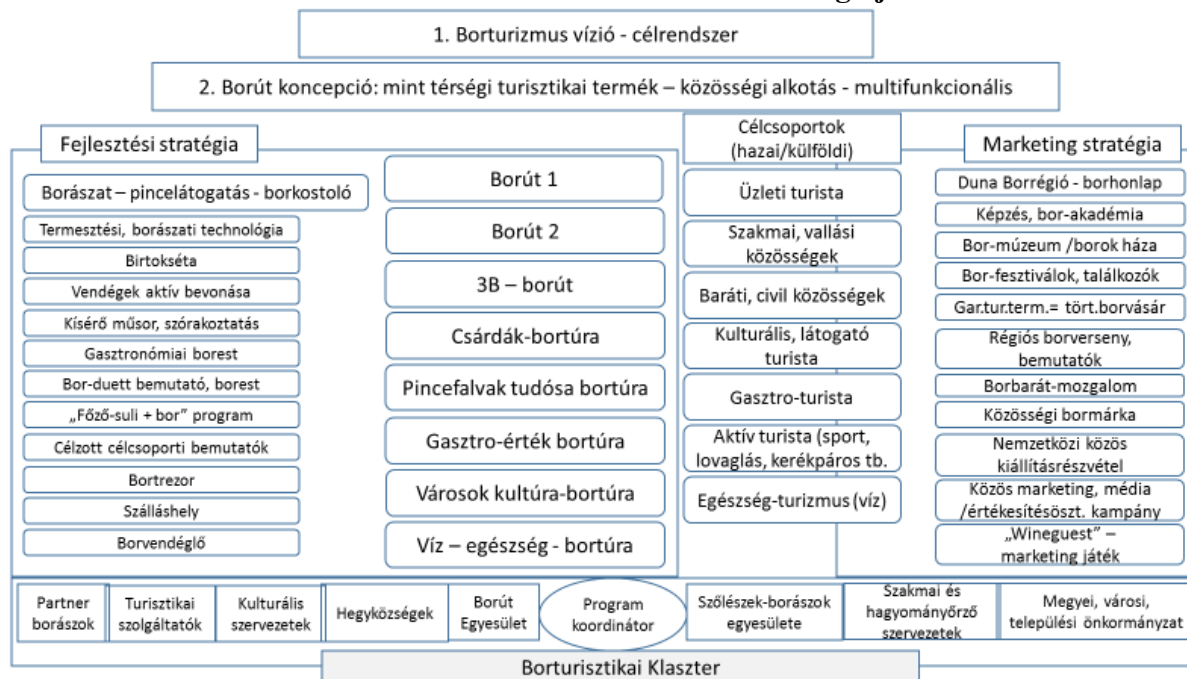 1. Borturizmus vízió - célrendszer
2. Borút koncepció: mint térségi turisztikai termék – közösségi alkotás - multifunkcionális
Fejlesztési stratégia
Borászat – pincelátogatás - borkostoló
Termesztési, borászati technológia
Birtokséta
Vendégek aktív bevonása
Kísérő műsor, szórakoztatás
Gasztronómiai borest
Bor-duett bemutató, borest
„Főző-suli + bor” program
Célzott célcsoporti bemutatók
Bortrezor
Szálláshely
Borvendéglő
Borút 1
Borút 2
3B – borút
Csárdák-bortúra
Pincefalvak tudósa bortúra
Gasztro-érték bortúra
Városok kultúra-bortúra
Víz – egészség - bortúra
Célcsoportok
(hazai/külföldi)
Üzleti turista
Szakmai, vallási
közösségek
Baráti, civil közösségek
Kulturális, látogató
turista
Gasztro-turista
Aktív turista (sport,
lovaglás, kerékpáros tb.
Egészség-turizmus (víz)
Marketing stratégia
Duna Borrégió - borhonlap
Képzés, bor-akadémia
Bor-múzeum /borok háza
Bor-fesztiválok, találkozók
Gar.tur.term.= tört.borvásár
Régiós borverseny,
bemutatók
Borbarát-mozgalom
Közösségi bormárka
Nemzetközi közös
kiállításrészvétel
Közös marketing, média
/értékesítésöszt. kampány
„Wineguest” –
marketing játék
Partner
borászok
Turisztikai
szolgáltatók
Kulturális
szervezetek
Hegyközségek
Borút
Egyesület
Program
koordinátor
Szőlészek-borászok
egyesülete
Szakmai és
hagyományőrző
szervezetek
Megyei, városi,
települési önkormányzat
Borturisztikai Klaszter